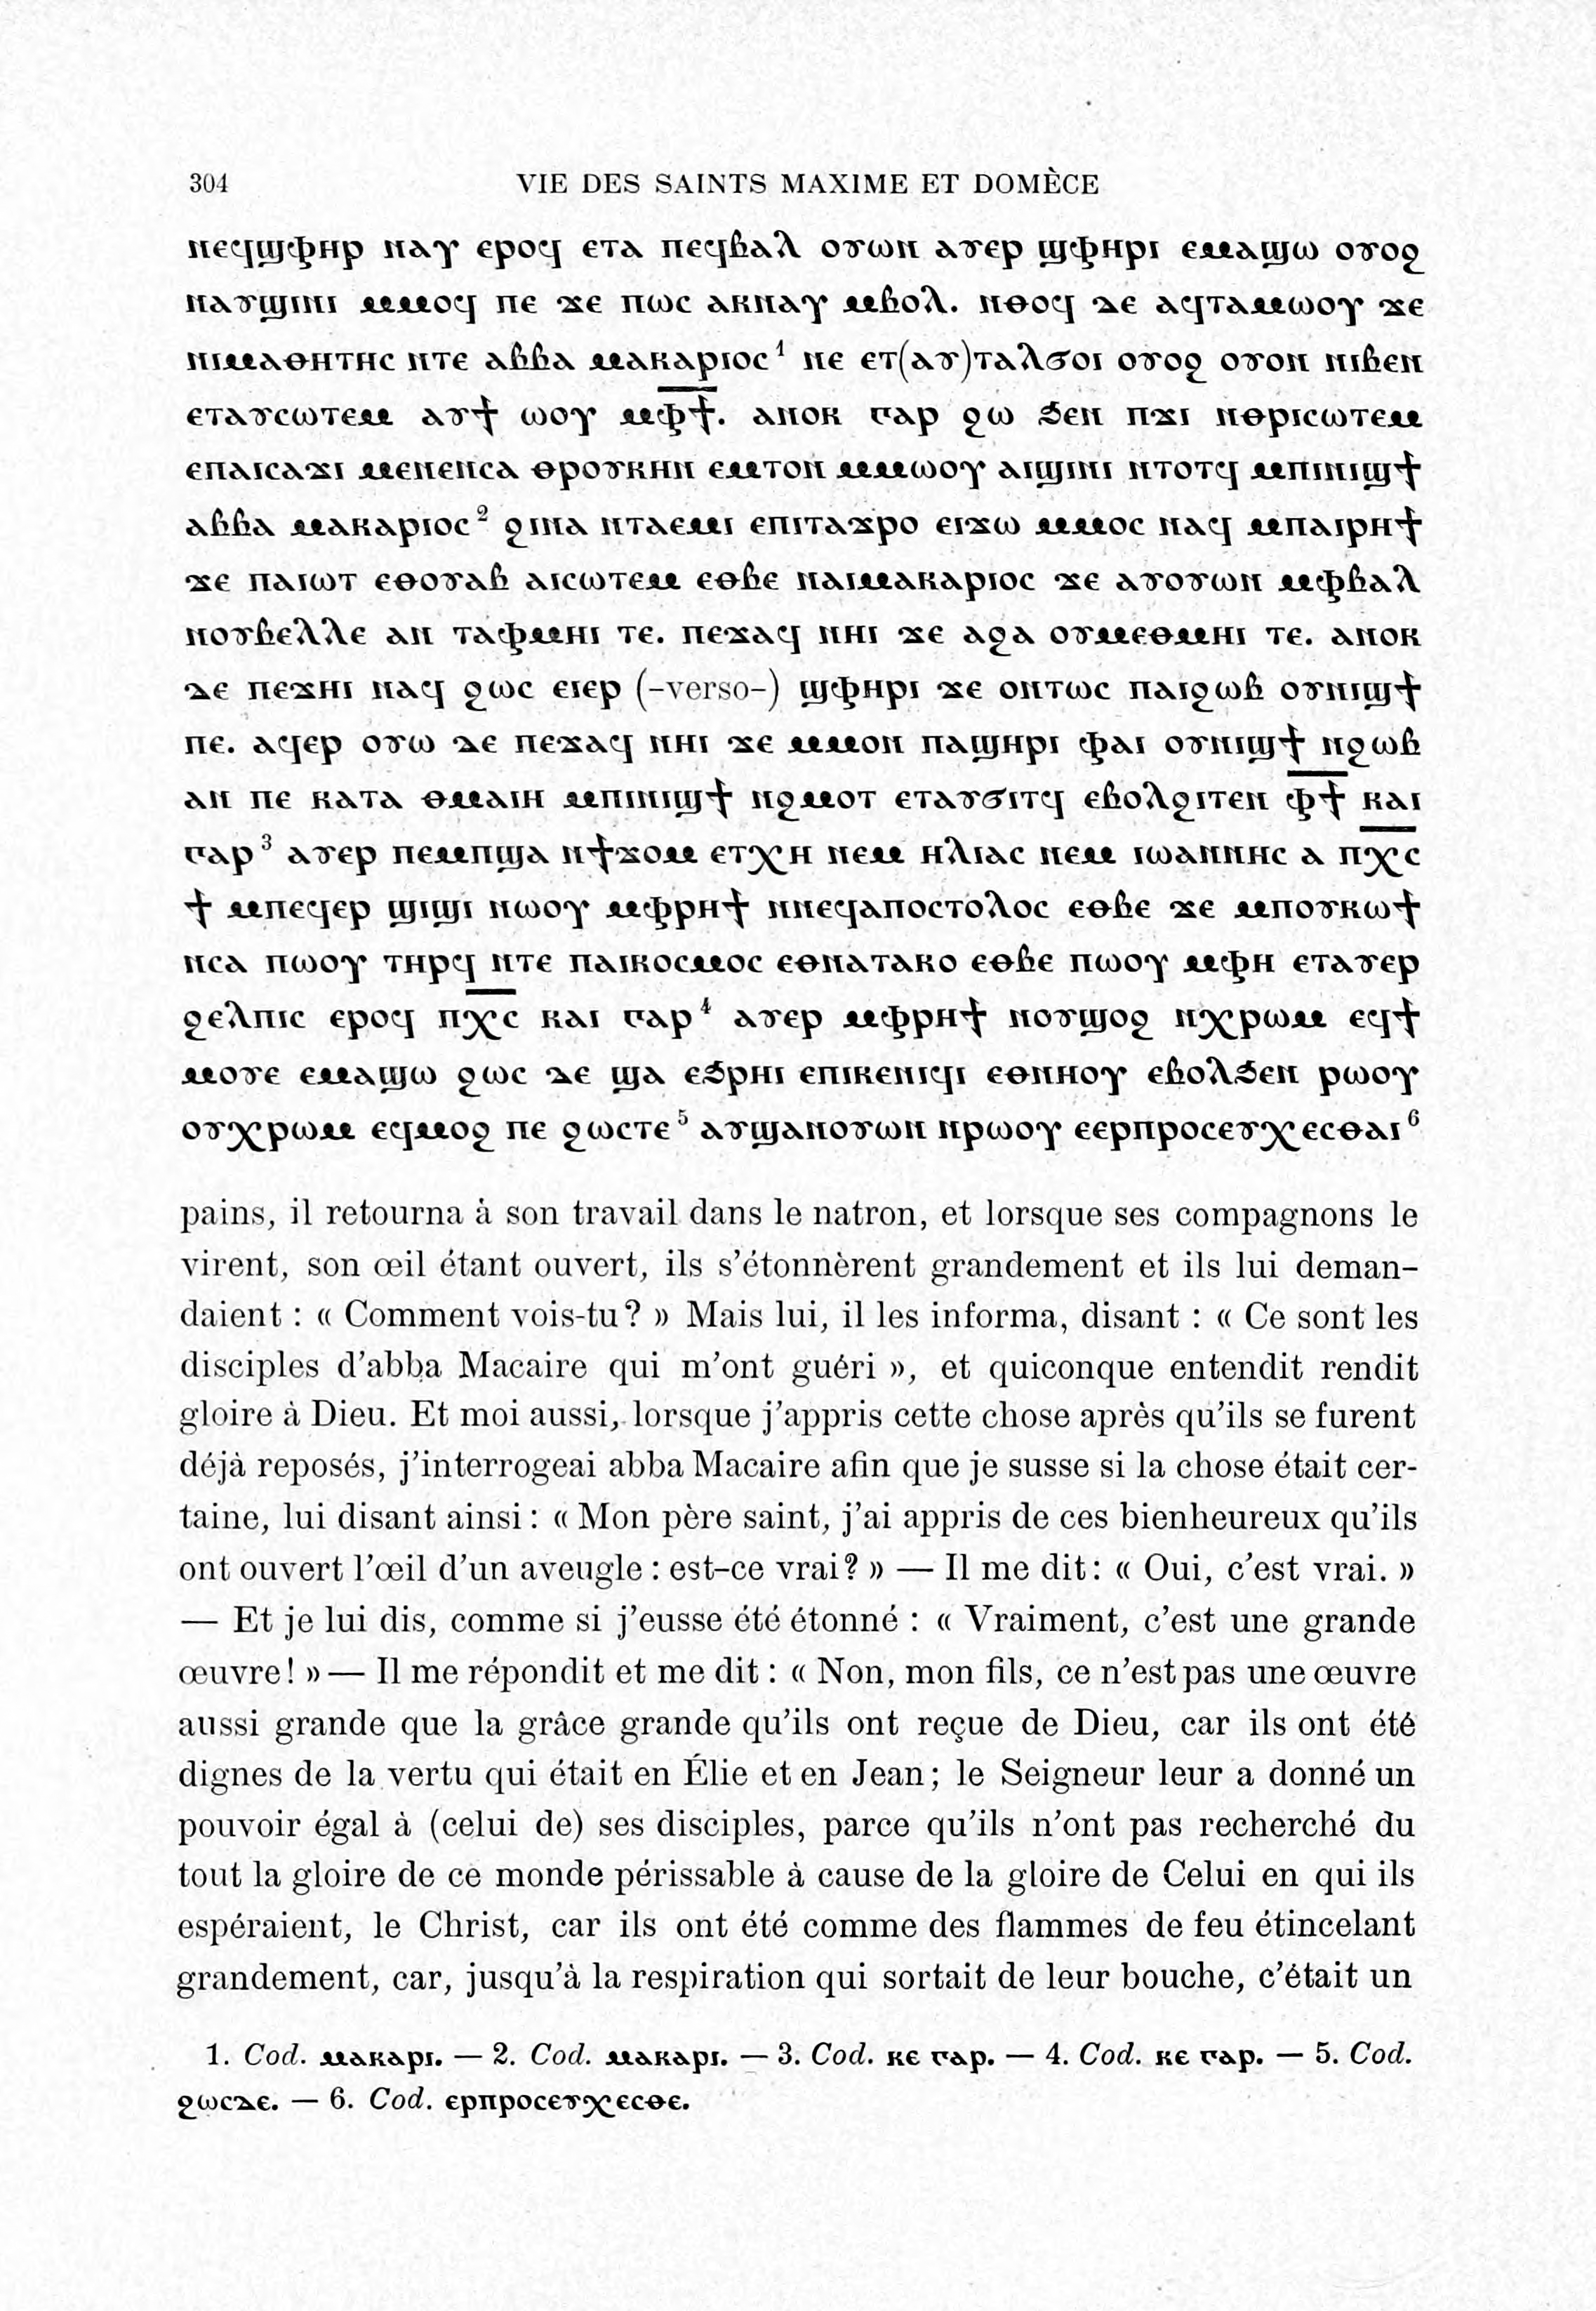 304 VIE DES SAINTS MAXIME ET DOMÈCE
ⲛⲉϥϣⲫⲏⲣ ⲛⲁⲩ ⲉⲣⲟϥ ⲉⲧⲁ ⲡⲉϥⲃⲁⲗ ⲟⲩⲱⲛ ⲁⲩⲉⲣ ϣⲫⲏⲣⲓ ⲉⲙⲁϣⲱ ⲟⲩⲟϩ
ⲛⲁⲩϣⲓⲛⲓ ⲙⲙⲟϥ ⲡⲉ ϫⲉ ⲡⲱⲥ ⲁⲕⲛⲁⲩ ⲙⲃⲟⲗ. ⲛⲑⲟϥ ⲇⲉ ⲁϥⲧⲁⲙⲱⲟⲩ ϫⲉ
ⲛⲓⲙⲁⲑⲏⲧⲏⲥ ⲛⲧⲉ ⲁⲃⲃⲁ ⲙⲁⲕⲁⲣⲓⲟⲥ¹ ⲛⲉ ⲉⲧ(ⲁⲩ)ⲧⲁⲗϭⲟⲓ ⲟⲩⲟϩ ⲟⲩⲟⲛ ⲛⲓⲃⲉⲛ
ⲉⲧⲁⲩⲥⲱⲧⲉⲙ ⲁⲩϯ ⲱⲟⲩ ⲙⲫ̅ϯ̅. ⲁⲛⲟⲕ ⲅⲁⲣ ϩⲱ ϧⲉⲛ ⲡϫⲓ ⲛⲑⲣⲓⲥⲱⲧⲉⲙ
ⲉⲡⲁⲓⲥⲁϫⲓ ⲙⲉⲛⲉⲛⲥⲁ ⲑⲣⲟⲩⲕⲏⲛ ⲉⲙⲧⲟⲛ ⲙⲙⲱⲟⲩ ⲁⲓϣⲓⲛⲓ ⲛⲧⲟⲧϥ ⲙⲡⲓⲛⲓϣϯ
ⲁⲃⲃⲁ ⲙⲁⲕⲁⲣⲓⲟⲥ² ϩⲓⲛⲁ ⲛⲧⲁⲉⲙⲓ ⲉⲡⲓⲧⲁϫⲣⲟ ⲉⲓϫⲱ ⲙⲙⲟⲥ ⲛⲁϥ ⲙⲡⲁⲓⲣⲏϯ
ϫⲉ ⲡⲁⲓⲱⲧ ⲉⲑⲟⲩⲁⲃ ⲁⲓⲥⲱⲧⲉⲙ ⲉⲑⲃⲉ ⲛⲁⲓⲙⲁⲕⲁⲣⲓⲟⲥ ϫⲉ ⲁⲩⲟⲩⲱⲛ ⲙⲫⲃⲁⲗ
ⲛⲟⲩⲃⲉⲗⲗⲉ ⲁⲛ ⲧⲁⲫⲙⲏⲓ ⲧⲉ. ⲡⲉϫⲁϥ ⲛⲏⲓ ϫⲉ ⲁϩⲁ ⲟⲩⲙⲉⲑⲙⲏⲓ ⲧⲉ. ⲁⲛⲟⲕ
ⲇⲉ ⲡⲉϫⲏⲓ ⲛⲁϥ ϩⲱⲥ ⲉⲓⲉⲣ (–verso–) ϣⲫⲏⲣⲓ ϫⲉ ⲟⲛⲧⲱⲥ ⲡⲁⲓϩⲱⲃ ⲟⲩⲛⲓϣϯ
ⲡⲉ. ⲁϥⲉⲣ ⲟⲩⲱ ⲇⲉ ⲡⲉϫⲁϥ ⲛⲏⲓ ϫⲉ ⲙⲙⲟⲛ ⲡⲁϣⲏⲣⲓ ⲫⲁⲓ ⲟⲩⲛⲓϣϯ ⲛϩⲱⲃ
ⲁⲛ ⲡⲉ ⲕⲁⲧⲁ ⲑⲙⲁⲓⲏ ⲙⲡⲓⲛⲓϣϯ ⲛϩⲙⲟⲧ ⲉⲧⲁⲩϭⲓⲧϥ ⲉⲃⲟⲗϩⲓⲧⲉⲛ ⲫ̅ϯ̅ ⲕⲁⲓ
ⲅⲁⲣ³ ⲁⲩⲉⲣ ⲡⲉⲙⲡϣⲁ ⲛϯϫⲟⲙ ⲉⲧⲭⲏ ⲛⲉⲙ ⲏⲗⲓⲁⲥ ⲛⲉⲙ ⲓⲱⲁⲛⲛⲏⲥ ⲁ ⲡⲭ̅ⲥ̅
ϯ ⲙⲡⲉϥⲉⲣ ϣⲓϣⲓ ⲛⲱⲟⲩ ⲙⲫⲣⲏϯ ⲛⲛⲉϥⲁⲡⲟⲥⲧⲟⲗⲟⲥ ⲉⲑⲃⲉ ϫⲉ ⲙⲡⲟⲩⲕⲱϯ
ⲛⲥⲁ ⲡⲱⲟⲩ ⲧⲏⲣϥ ⲛⲧⲉ ⲡⲁⲓⲕⲟⲥⲙⲟⲥ ⲉⲑⲛⲁⲧⲁⲕⲟ ⲉⲑⲃⲉ ⲡⲱⲟⲩ ⲙⲫⲏ ⲉⲧⲁⲩⲉⲣ
ϩⲉⲗⲡⲓⲥ ⲉⲣⲟϥ ⲡⲭ̅ⲥ̅ ⲕⲁⲓ ⲅⲁⲣ⁴ ⲁⲩⲉⲣ ⲙⲫⲣⲏϯ ⲛⲟⲩϣⲟϩ ⲛⲭⲣⲱⲙ ⲉϥϯ
ⲙⲟⲩⲉ ⲉⲙⲁϣⲱ ϩⲱⲥ ⲇⲉ ϣⲁ ⲉϧⲣⲏⲓ ⲉⲡⲓⲕⲉⲛⲓϥⲓ ⲉⲑⲛⲏⲟⲩ ⲉⲃⲟⲗϧⲉⲛ ⲣⲱⲟⲩ
ⲟⲩⲭⲣⲱⲙ ⲉϥⲙⲟϩ ⲡⲉ ϩⲱⲥⲧⲉ⁵ ⲁⲩϣⲁⲛⲟⲩⲱⲛ ⲛⲣⲱⲟⲩ ⲉⲉⲣⲡⲣⲟⲥⲉⲩⲭⲉⲥⲑⲁⲓ⁶
pains, il retourna à son travail dans le natron, et lorsque ses compagnons le
virent, son œil étant ouvert, ils s'étonnèrent grandement et ils lui deman-
daient : « Comment vois-tu ? » Mais lui, il les informa, disant : « Ce sont les
disciples d'abba Macaire qui m'ont guéri », et quiconque entendit rendit
gloire à Dieu. Et moi aussi, lorsque j'appris cette chose après qu'ils se furent
déjà reposés, j'interrogeai abba Macaire afin que je susse si la chose était cer-
taine, lui disant ainsi : « Mon père saint, j'ai appris de ces bienheureux qu'ils
ont ouvert l'œil d'un aveugle : est-ce vrai ? » — Il me dit : « Oui, c'est vrai. »
— Et je lui dis, comme si j'eusse été étonné : « Vraiment, c'est une grande
œuvre ! » — Il me répondit et me dit : « Non, mon fils, ce n'est pas une œuvre
aussi grande que la grâce grande qu'ils ont reçue de Dieu, car ils ont été
dignes de la vertu qui était en Élie et en Jean ; le Seigneur leur a donné un
pouvoir égal à (celui de) ses disciples, parce qu'ils n'ont pas recherché du
tout la gloire de ce monde périssable à cause de la gloire de Celui en qui ils
espéraient, le Christ, car ils ont été comme des flammes de feu étincelant
grandement, car, jusqu'à la respiration qui sortait de leur bouche, c'était un
1. Cod. ⲙⲁⲕⲁⲣⲓ. — 2. Cod. ⲙⲁⲕⲁⲣⲓ. — 3. Cod. ⲕⲉ ⲅⲁⲣ. — 4. Cod. ⲕⲉ ⲅⲁⲣ. — 5. Cod.
ϩⲱⲥⲇⲉ. — 6. Cod. ⲉⲣⲡⲣⲟⲥⲉⲩⲭⲉⲥⲑⲉ.